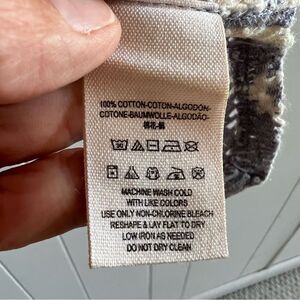 100% COTTON-COTON-ALGODÓN-
COTONE-BAUMWOLLE-ALGODÃO-
MACHINE WASH COLD
WITH LIKE COLORS
USE ONLY NON-CHLORINE BLEACH
RESHAPE & LAY FLAT TO DRY
LOW IRON AS NEEDED
DO NOT DRY CLEAN